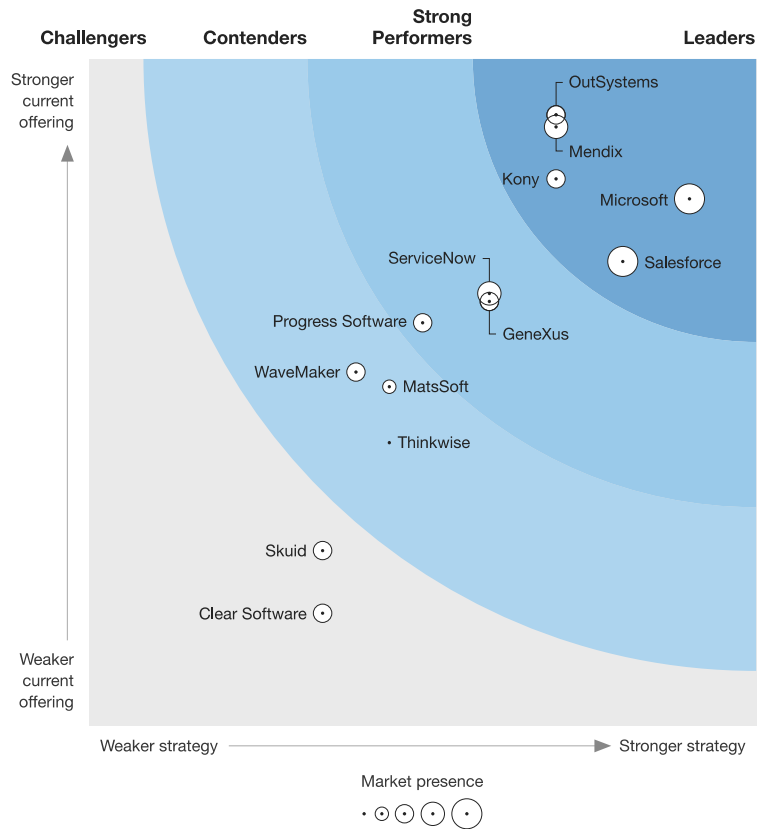 Challengers
Contenders
Strong
Performers
Leaders
Stronger
current
offering
OutSystems
Mendix
Kony
Microsoft
ServiceNow
Salesforce
Progress Software
GeneXus
WaveMaker
MatsSoft
Thinkwise
Skuid
Clear Software
Weaker
current
offering
Weaker strategy
Stronger strategy
Market presence